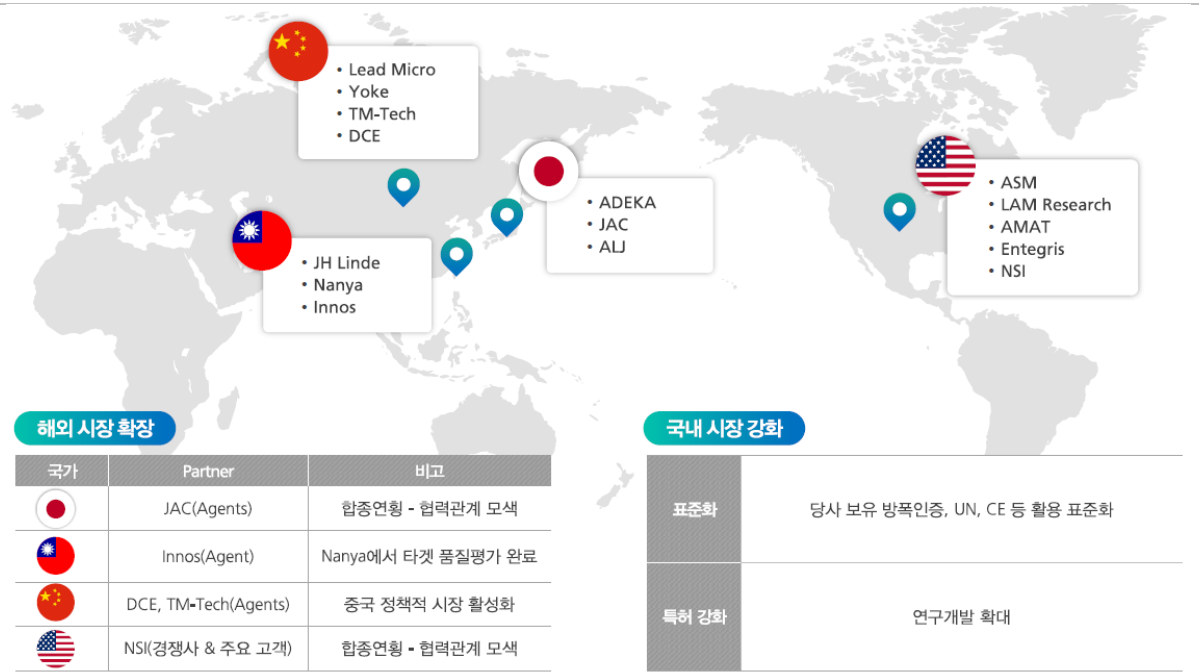 • Lead Micro
• Yoke
• TM-Tech
• DCE
• ADEKA
• JAC
• ALJ
• ASM
• LAM Research
• AMAT
• Entegris
• NSI
• JH Linde
• Nanya
• Innos
해외 시장 확장
국가 Partner 비고
JAC(Agents) 합종연횡 - 협력관계 모색
Innos(Agent) Nanya에서 타겟 품질평가 완료
DCE, TM-Tech(Agents) 중국 정책적 시장 활성화
NSI(경쟁사 & 주요 고객) 합종연횡 - 협력관계 모색
국내 시장 강화
표준화 당사 보유 방폭인증, UN, CE 등 활용 표준화
특허 강화 연구개발 확대